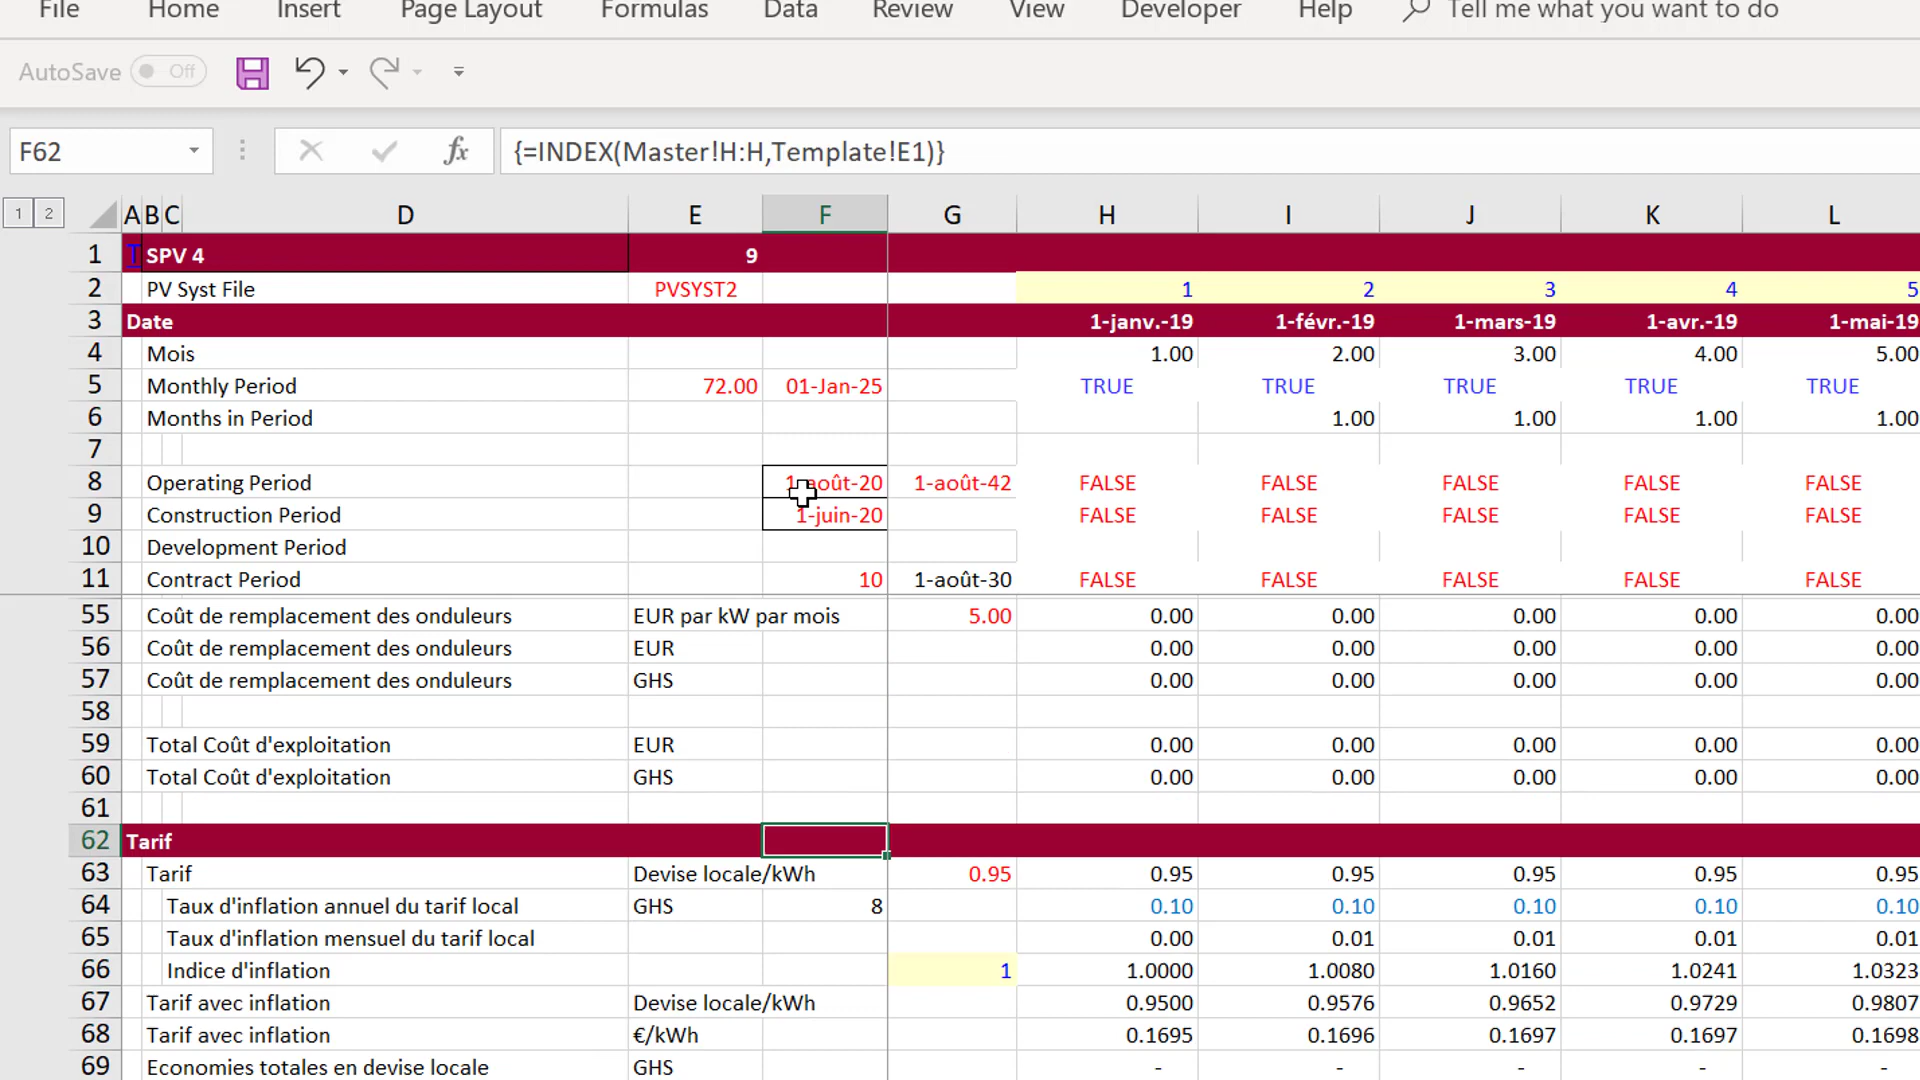 File Home Insert Page Layout Formulas Data Review View Developer Help Tell me what you want to do
AutoSave Off
F62 fx {=INDEX(Master!H:H,Template!E1)}
1 2 A B C D E F G H I J K L
1 T SPV 4 9
2 PV Syst File PVSYST2 1 2 3 4 5
3 Date 1-janv.-19 1-févr.-19 1-mars-19 1-avr.-19 1-mai-19
4 Mois 1.00 2.00 3.00 4.00 5.00
5 Monthly Period 72.00 01-Jan-25 TRUE TRUE TRUE TRUE TRUE
6 Months in Period 1.00 1.00 1.00 1.00
7
8 Operating Period 1-août-20 1-août-42 FALSE FALSE FALSE FALSE FALSE
9 Construction Period 1-juin-20 FALSE FALSE FALSE FALSE FALSE
10 Development Period
11 Contract Period 10 1-août-30 FALSE FALSE FALSE FALSE FALSE
55 Coût de remplacement des onduleurs EUR par kW par mois 5.00 0.00 0.00 0.00 0.00 0.00
56 Coût de remplacement des onduleurs EUR 0.00 0.00 0.00 0.00 0.00
57 Coût de remplacement des onduleurs GHS 0.00 0.00 0.00 0.00 0.00
58
59 Total Coût d'exploitation EUR 0.00 0.00 0.00 0.00 0.00
60 Total Coût d'exploitation GHS 0.00 0.00 0.00 0.00 0.00
61
62 Tarif
63 Tarif Devise locale/kWh 0.95 0.95 0.95 0.95 0.95 0.95
64 Taux d'inflation annuel du tarif local GHS 8 0.10 0.10 0.10 0.10 0.10
65 Taux d'inflation mensuel du tarif local 0.00 0.01 0.01 0.01 0.01
66 Indice d'inflation 1 1.0000 1.0080 1.0160 1.0241 1.0323
67 Tarif avec inflation Devise locale/kWh 0.9500 0.9576 0.9652 0.9729 0.9807
68 Tarif avec inflation €/kWh 0.1695 0.1696 0.1697 0.1697 0.1698
69 Economies totales en devise locale GHS - - - - -